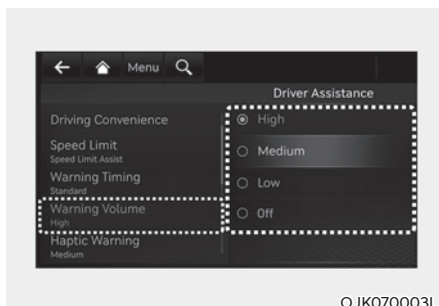 Menu
Driver Assistance
Driving Convenience
Speed Limit
Speed Limit Assist
Warning Timing
Standard
Warning Volume
High
Haptic Warning
Medium
High
Medium
Low
Off
OJK070003L